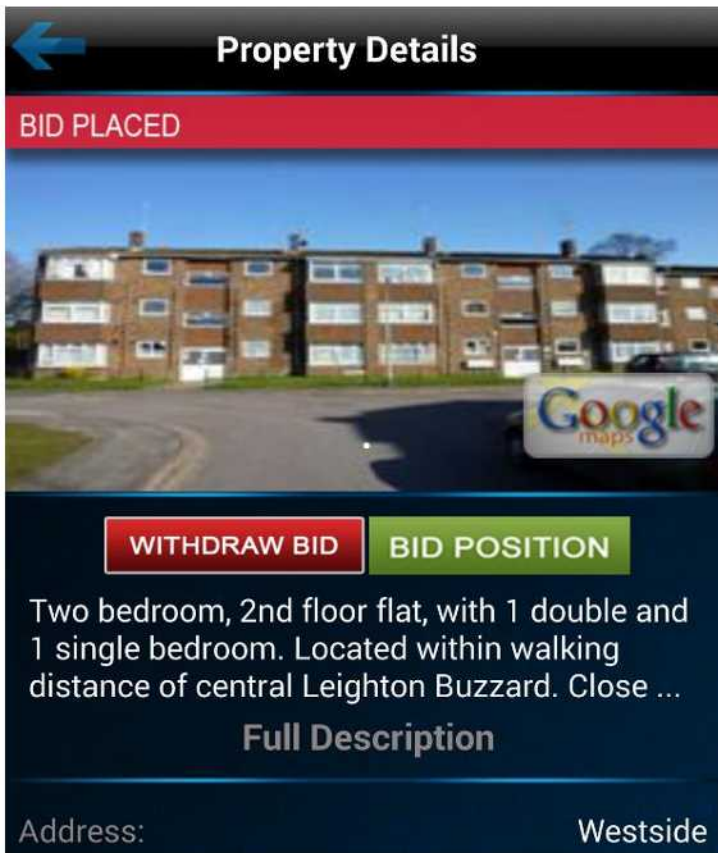 Property Details
BID PLACED
Google
maps
WITHDRAW BID
BID POSITION
Two bedroom, 2nd floor flat, with 1 double and
1 single bedroom. Located within walking
distance of central Leighton Buzzard. Close ...
Full Description
Address: Westside